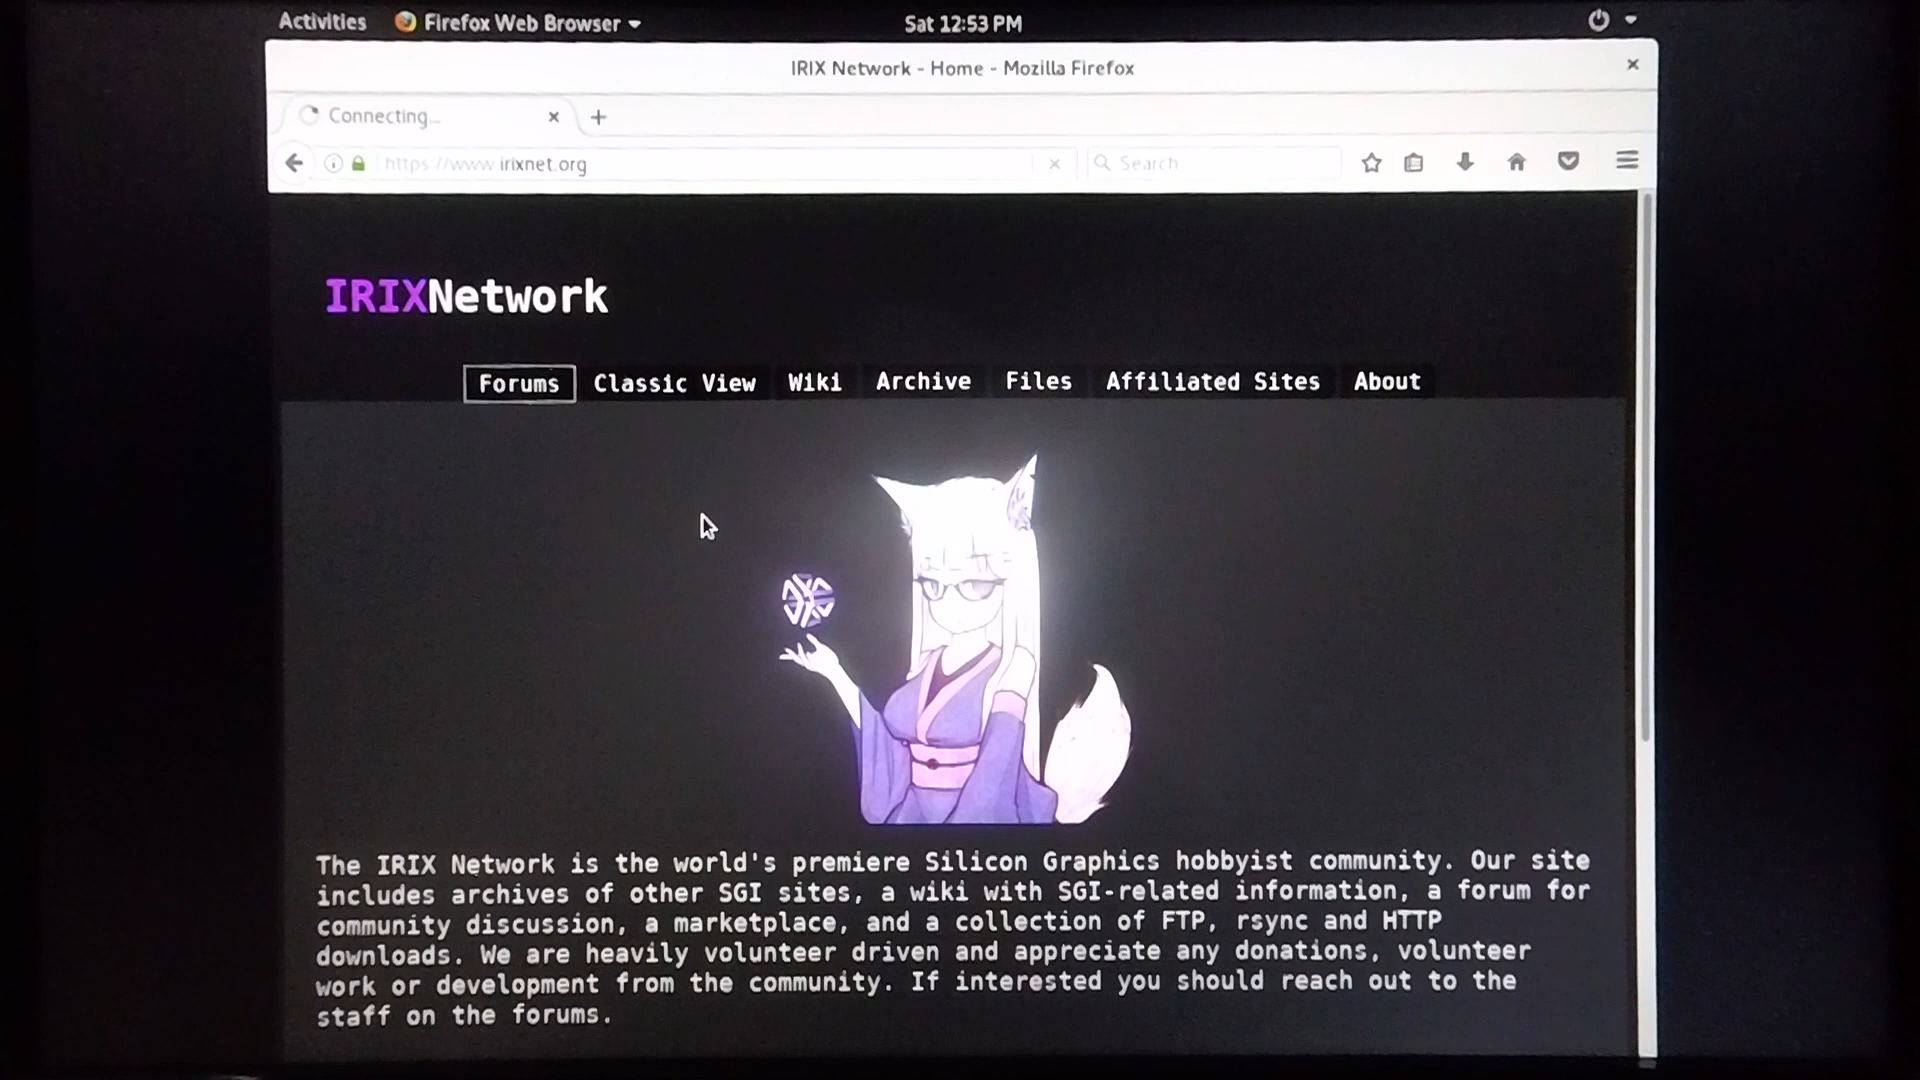 Activities Firefox Web Browser Sat 12:53 PM
IRIX Network - Home - Mozilla Firefox
Connecting…
https://www.irixnet.org Search
IRIXNetwork
Forums Classic View Wiki Archive Files Affiliated Sites About
The IRIX Network is the world's premiere Silicon Graphics hobbyist community. Our site
includes archives of other SGI sites, a wiki with SGI-related information, a forum for
community discussion, a marketplace, and a collection of FTP, rsync and HTTP
downloads. We are heavily volunteer driven and appreciate any donations, volunteer
work or development from the community. If interested you should reach out to the
staff on the forums.